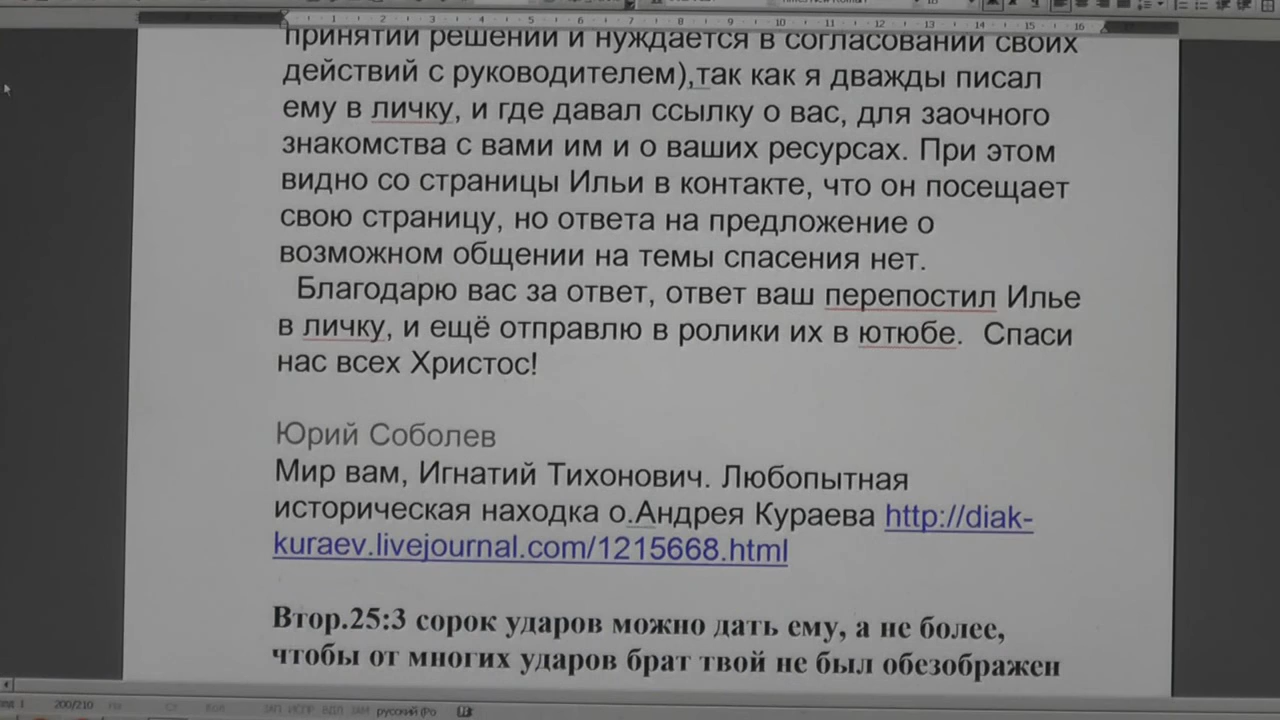 принятии решений и нуждается в согласовании своих
действий с руководителем),так как я дважды писал
ему в личку, и где давал ссылку о вас, для заочного
знакомства с вами им и о ваших ресурсах. При этом
видно со страницы Ильи в контакте, что он посещает
свою страницу, но ответа на предложение о
возможном общении на темы спасения нет.
Благодарю вас за ответ, ответ ваш перепостил Илье
в личку, и ещё отправлю в ролики их в ютюбе. Спаси
нас всех Христос!
Юрий Соболев
Мир вам, Игнатий Тихонович. Любопытная
историческая находка о.Андрея Кураева http://diak-
kuraev.livejournal.com/1215668.html
Втор.25:3 сорок ударов можно дать ему, а не более,
чтобы от многих ударов брат твой не был обезображен
200/210
русский (Ро